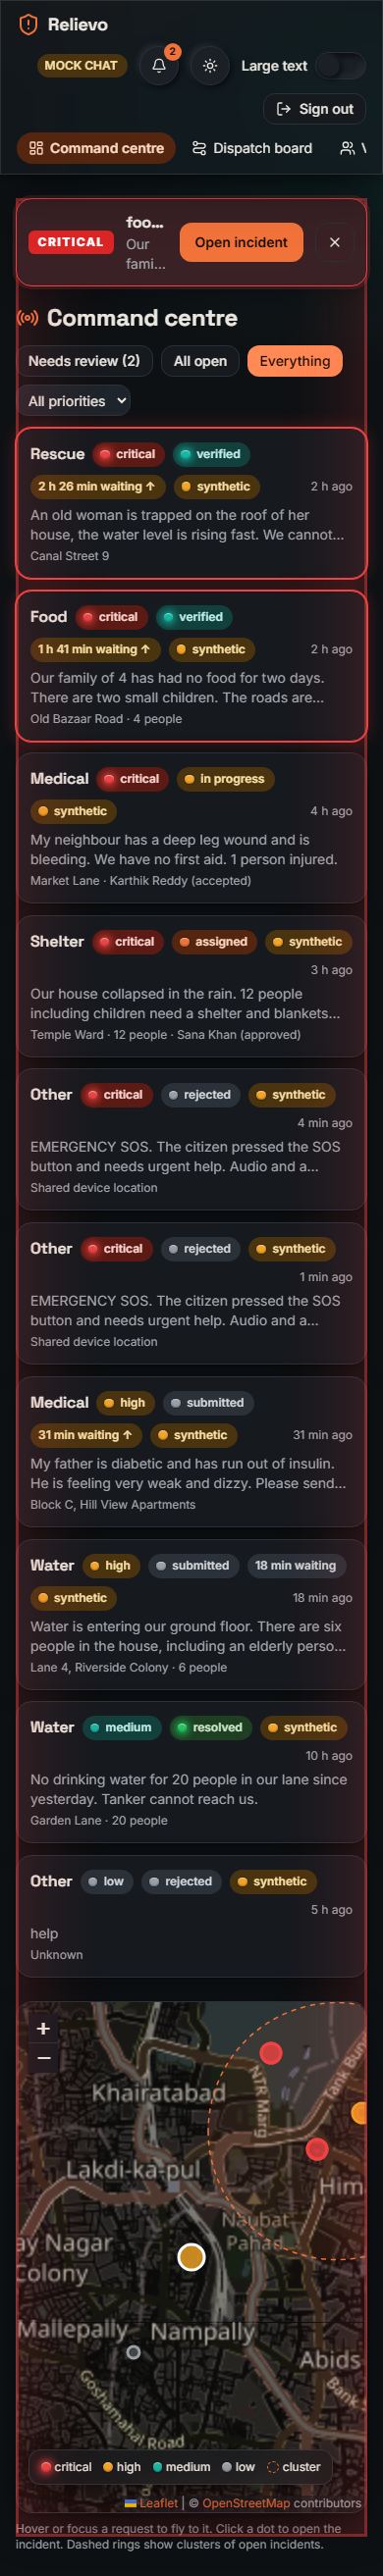 Relievo
MOCK CHAT 2 Large text
Sign out
Command centre Dispatch board
CRITICAL foo... Open incident
Our
fami...
Command centre
Needs review (2) All open Everything
All priorities
Rescue critical verified
2 h 26 min waiting ↑ synthetic 2 h ago
An old woman is trapped on the roof of her
house, the water level is rising fast. We cannot...
Canal Street 9
Food critical verified
1 h 41 min waiting ↑ synthetic 2 h ago
Our family of 4 has had no food for two days.
There are two small children. The roads are...
Old Bazaar Road · 4 people
Medical critical in progress
synthetic 4 h ago
My neighbour has a deep leg wound and is
bleeding. We have no first aid. 1 person injured.
Market Lane · Karthik Reddy (accepted)
Shelter critical assigned synthetic
3 h ago
Our house collapsed in the rain. 12 people
including children need a shelter and blankets...
Temple Ward · 12 people · Sana Khan (approved)
Other critical rejected synthetic
4 min ago
EMERGENCY SOS. The citizen pressed the SOS
button and needs urgent help. Audio and a...
Shared device location
Other critical rejected synthetic
1 min ago
EMERGENCY SOS. The citizen pressed the SOS
button and needs urgent help. Audio and a...
Shared device location
Medical high submitted
31 min waiting ↑ synthetic 31 min ago
My father is diabetic and has run out of insulin.
He is feeling very weak and dizzy. Please send...
Block C, Hill View Apartments
Water high submitted 18 min waiting
synthetic 18 min ago
Water is entering our ground floor. There are six
people in the house, including an elderly perso...
Lane 4, Riverside Colony · 6 people
Water medium resolved synthetic
10 h ago
No drinking water for 20 people in our lane since
yesterday. Tanker cannot reach us.
Garden Lane · 20 people
Other low rejected synthetic
5 h ago
help
Unknown
+
−
Khairatabad
NTR Marg
Tank Bun
Lakdi-ka-pul
Him
Naubat
Pahad
ay Nagar
Colony
Mallepally Nampally
Abids
Bank S
Goshamahal Road
critical high medium low cluster
Leaflet | © OpenStreetMap contributors
Hover or focus a request to fly to it. Click a dot to open the
incident. Dashed rings show clusters of open incidents.